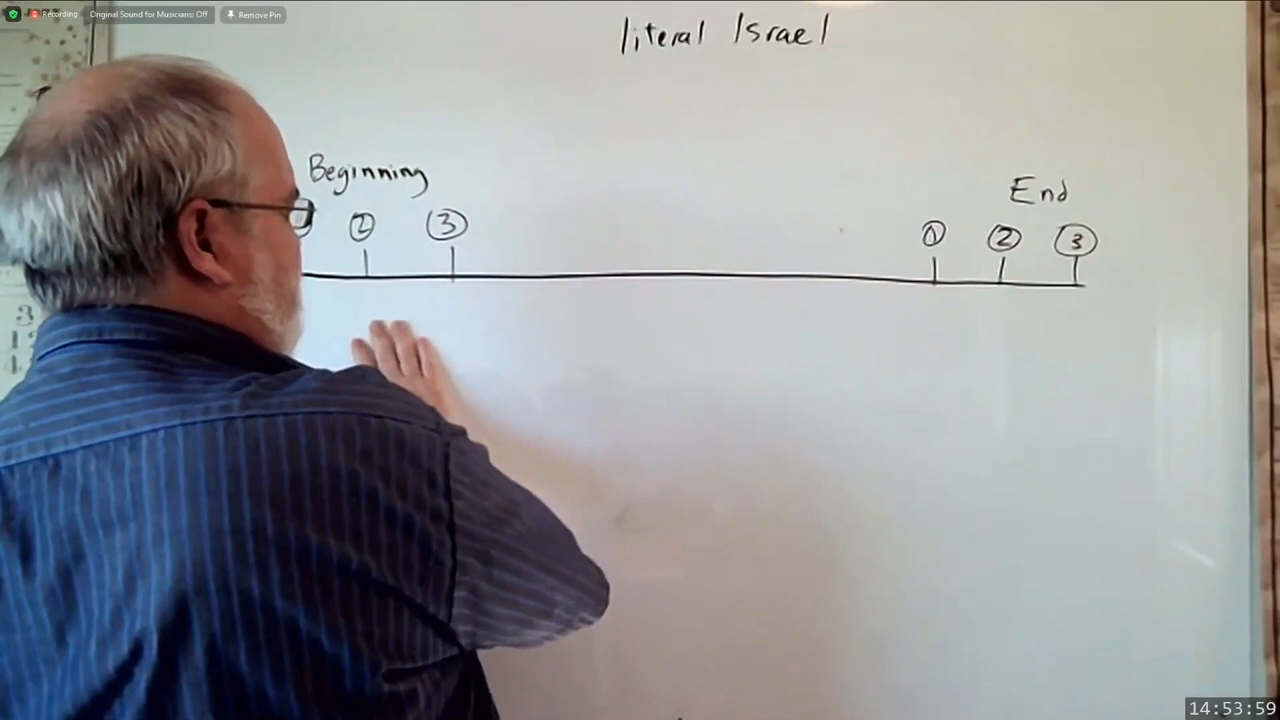 Recording Original Sound for Musicians: Off Remove Pin
literal Israel
Beginning
End
② ③ ① ② ③
3
14:53:59